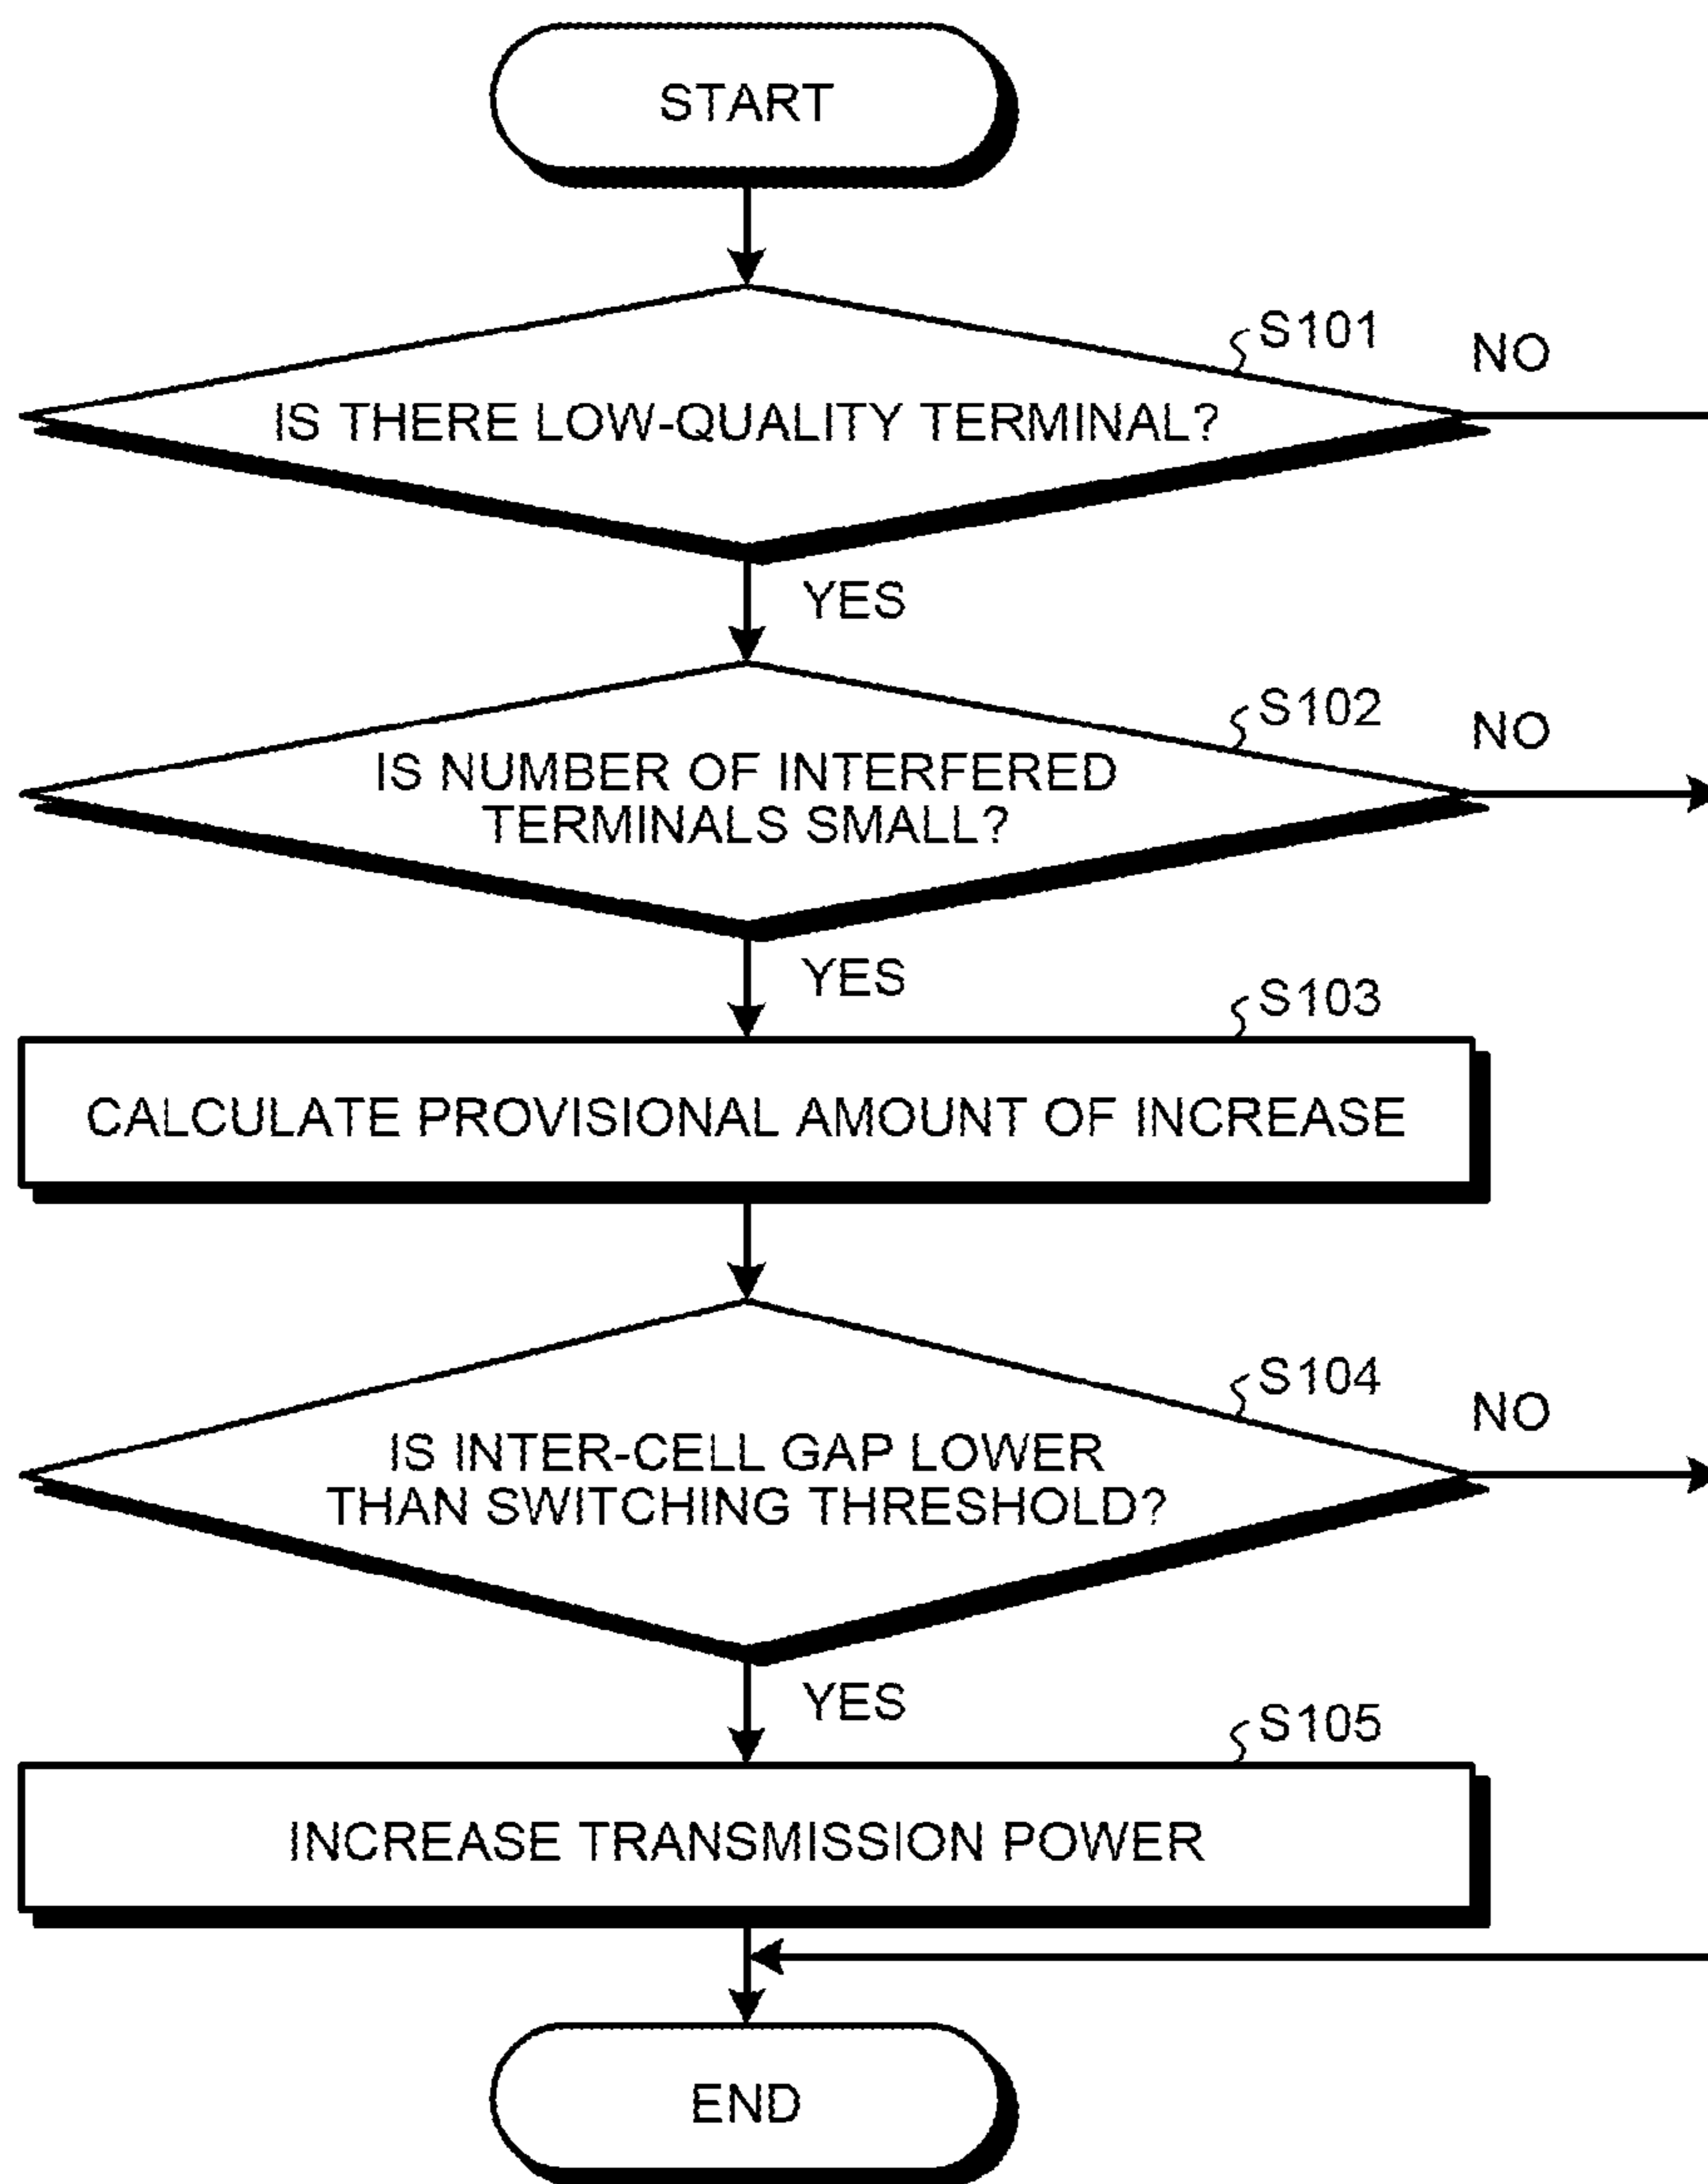 START
S101
NO
IS THERE LOW-QUALITY TERMINAL?
YES
S102
NO
IS NUMBER OF INTERFERED
TERMINALS SMALL?
YES
S103
CALCULATE PROVISIONAL AMOUNT OF INCREASE
S104
NO
IS INTER-CELL GAP LOWER
THAN SWITCHING THRESHOLD?
YES
S105
INCREASE TRANSMISSION POWER
END